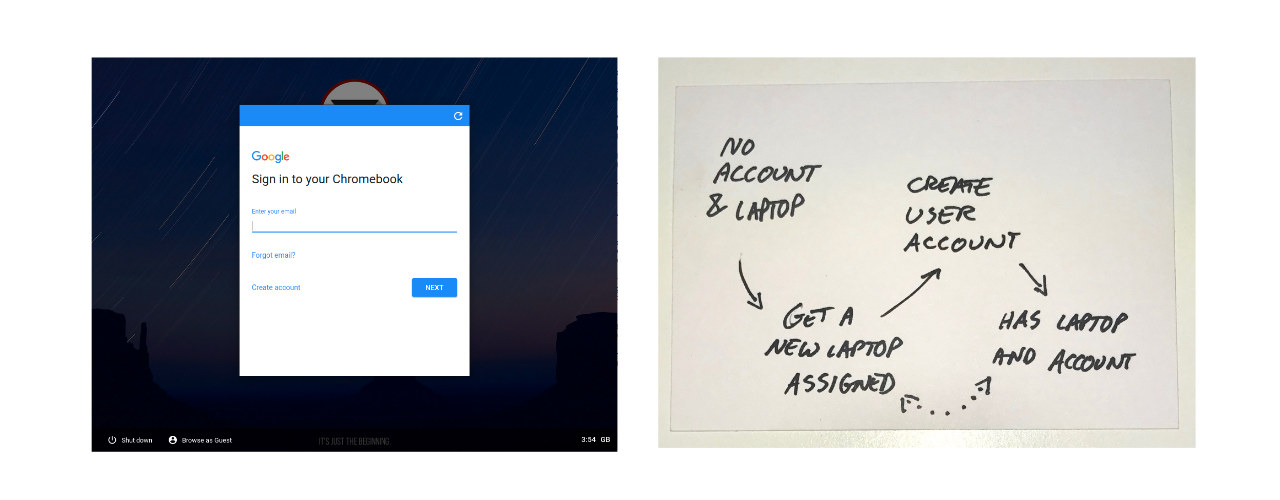 Google
Sign in to your Chromebook
Enter your email
Forgot email?
Create account
NEXT
Shut down
Browse as Guest
IT'S JUST THE BEGINNING
3:54 GB
NO
ACCOUNT
& LAPTOP
GET A
NEW LAPTOP
ASSIGNED
CREATE
USER
ACCOUNT
HAS LAPTOP
AND ACCOUNT